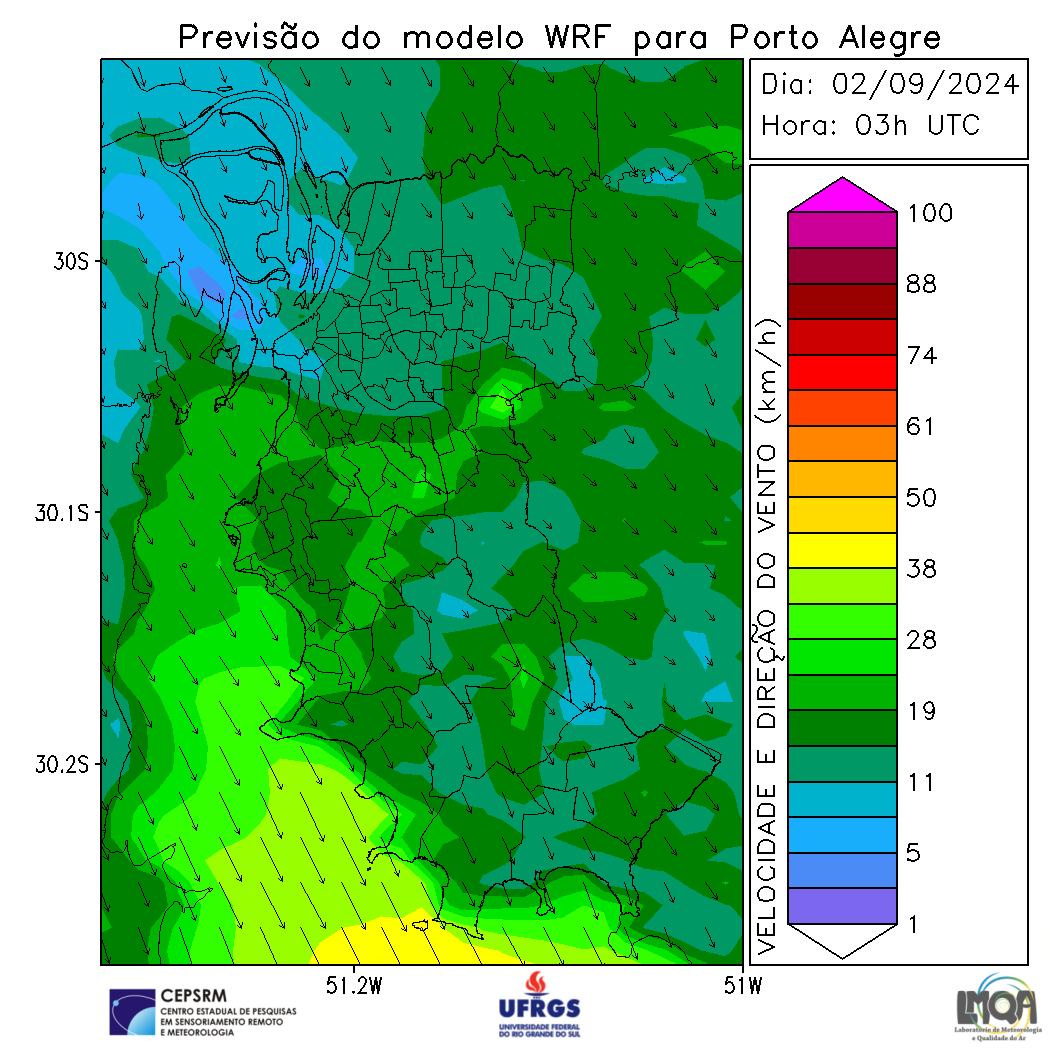 Previsão do modelo WRF para Porto Alegre
Dia: 02/09/2024
Hora: 03h UTC
30S
30.1S
30.2S
51.2W
51W
VELOCIDADE E DIREÇÃO DO VENTO (km/h)
100
88
74
61
50
38
28
19
11
5
1
CEPSRM
CENTRO ESTADUAL DE PESQUISAS
EM SENSORIAMENTO REMOTO
E METEOROLOGIA
UFRGS
UNIVERSIDADE FEDERAL
DO RIO GRANDE DO SUL
LMQA
Laboratório de Meteorologia
e Qualidade do Ar